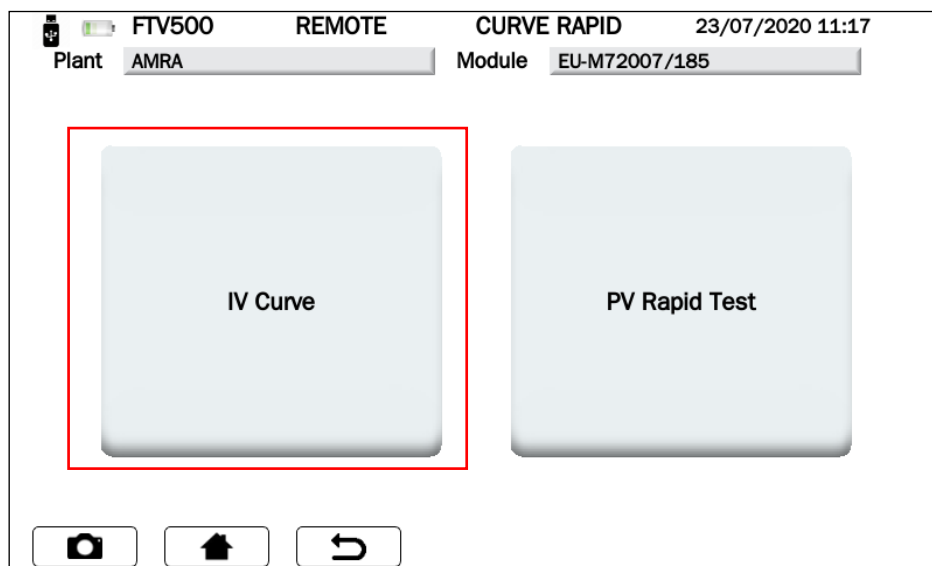 FTV500 REMOTE CURVE RAPID 23/07/2020 11:17
Plant AMRA Module EU-M72007/185
IV Curve PV Rapid Test